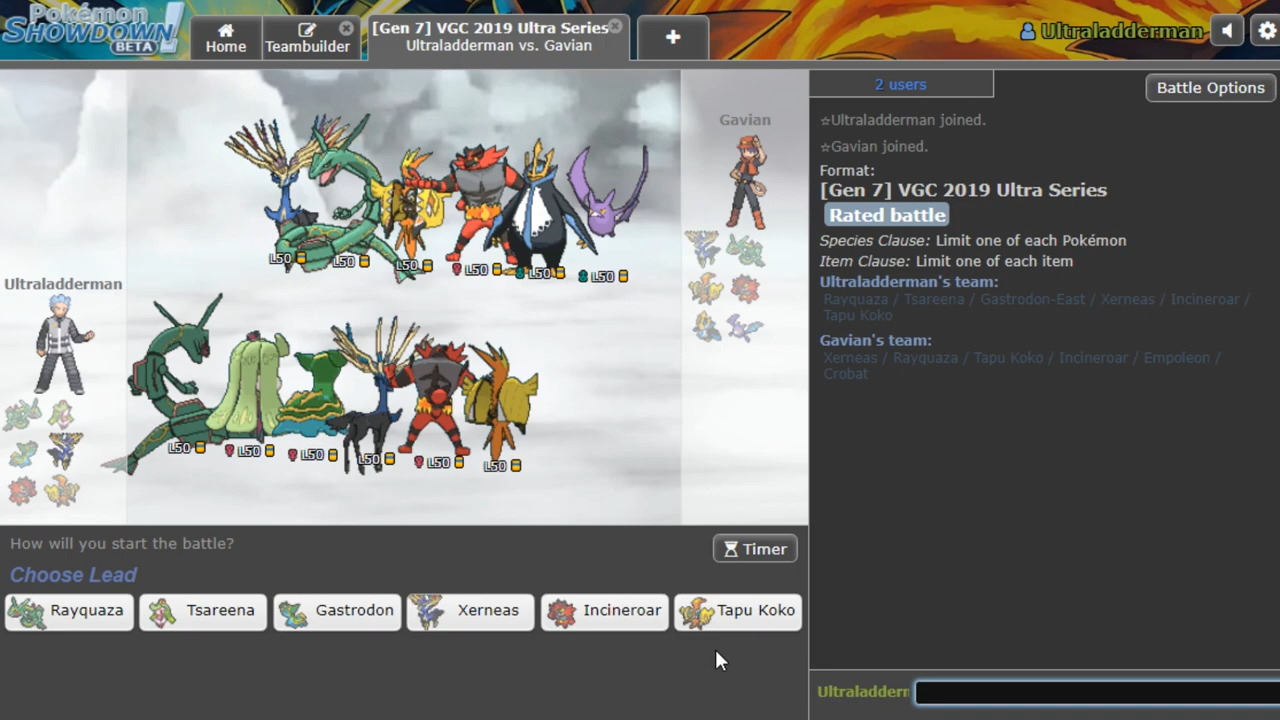 Pokémon
SHOWDOWN!
BETA
Home
Teambuilder
[Gen 7] VGC 2019 Ultra Series
Ultraladderman vs. Gavian
+
Ultraladderman
Gavian
L50 L50 L50 L50 L50 L50
Ultraladderman
L50 L50 L50 L50 L50 L50
How will you start the battle?
Timer
Choose Lead
Rayquaza
Tsareena
Gastrodon
Xerneas
Incineroar
Tapu Koko
2 users
Battle Options
☆Ultraladderman joined.
☆Gavian joined.
Format:
[Gen 7] VGC 2019 Ultra Series
Rated battle
Species Clause: Limit one of each Pokémon
Item Clause: Limit one of each item
Ultraladderman's team:
Rayquaza / Tsareena / Gastrodon-East / Xerneas / Incineroar /
Tapu Koko
Gavian's team:
Xerneas / Rayquaza / Tapu Koko / Incineroar / Empoleon /
Crobat
Ultraladderm